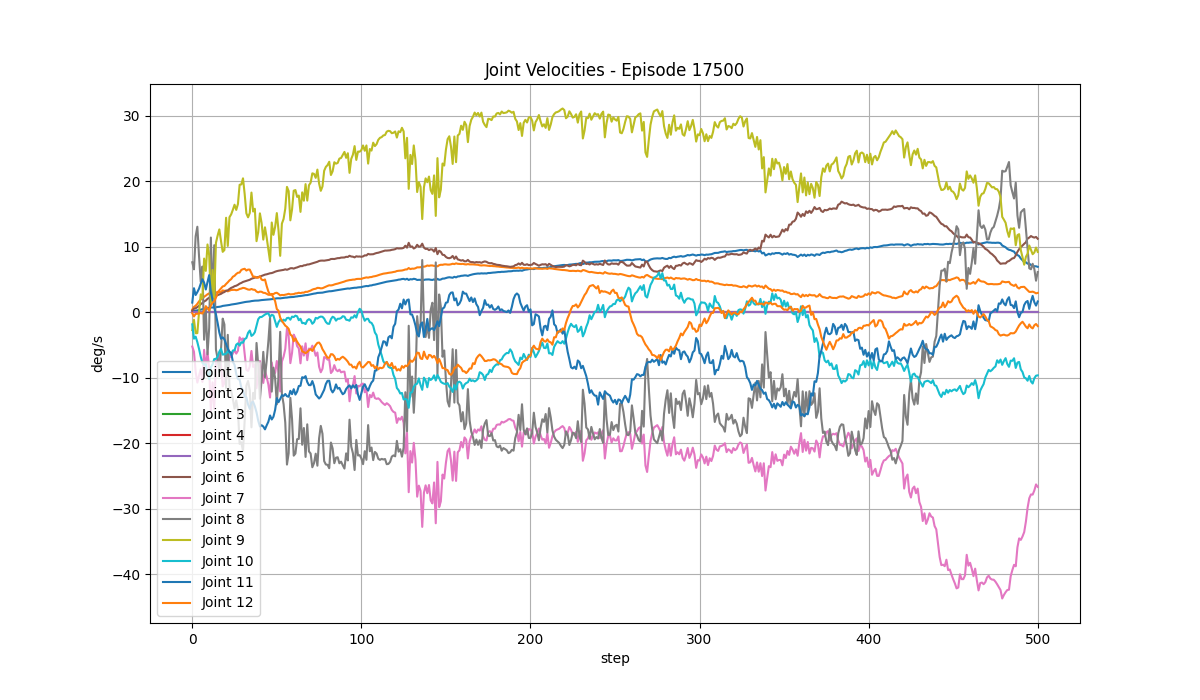 Joint Velocities - Episode 17500
30
20
10
0
−10
−20
−30
−40
deg/s
0 100 200 300 400 500
step
Joint 1
Joint 2
Joint 3
Joint 4
Joint 5
Joint 6
Joint 7
Joint 8
Joint 9
Joint 10
Joint 11
Joint 12